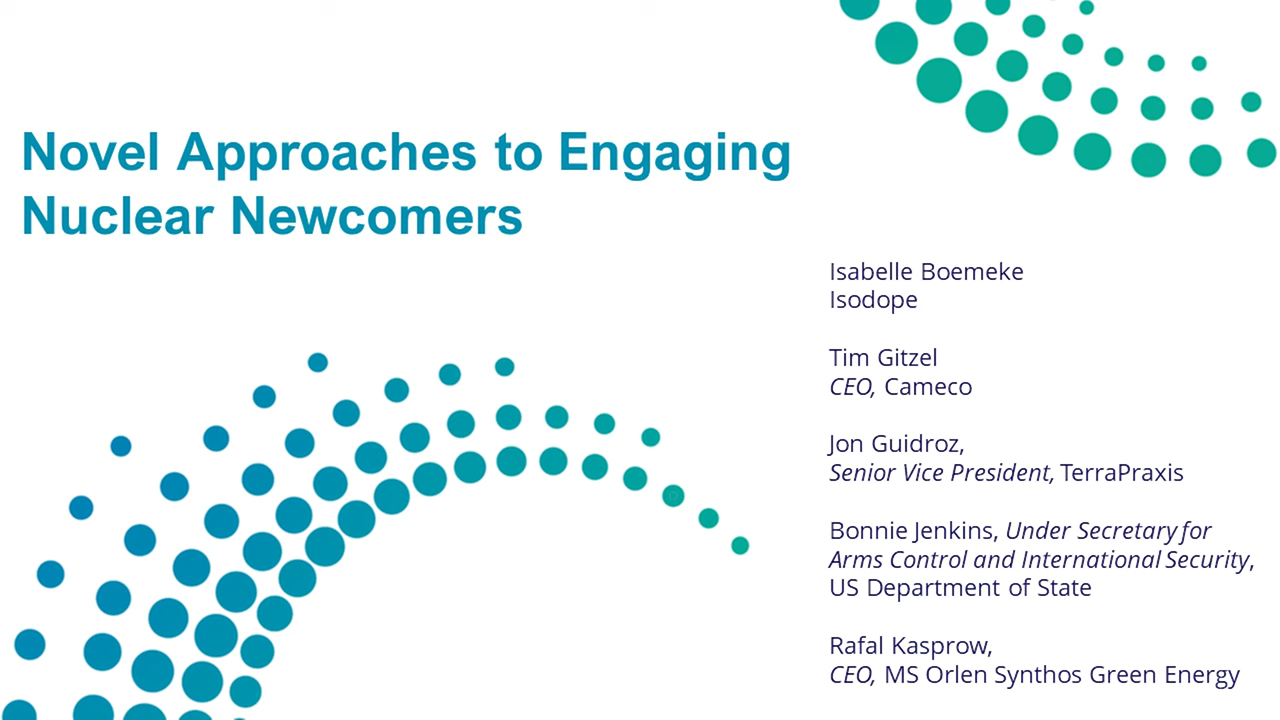 Novel Approaches to Engaging
Nuclear Newcomers
Isabelle Boemeke
Isodope
Tim Gitzel
CEO, Cameco
Jon Guidroz,
Senior Vice President, TerraPraxis
Bonnie Jenkins, Under Secretary for
Arms Control and International Security,
US Department of State
Rafal Kasprow,
CEO, MS Orlen Synthos Green Energy